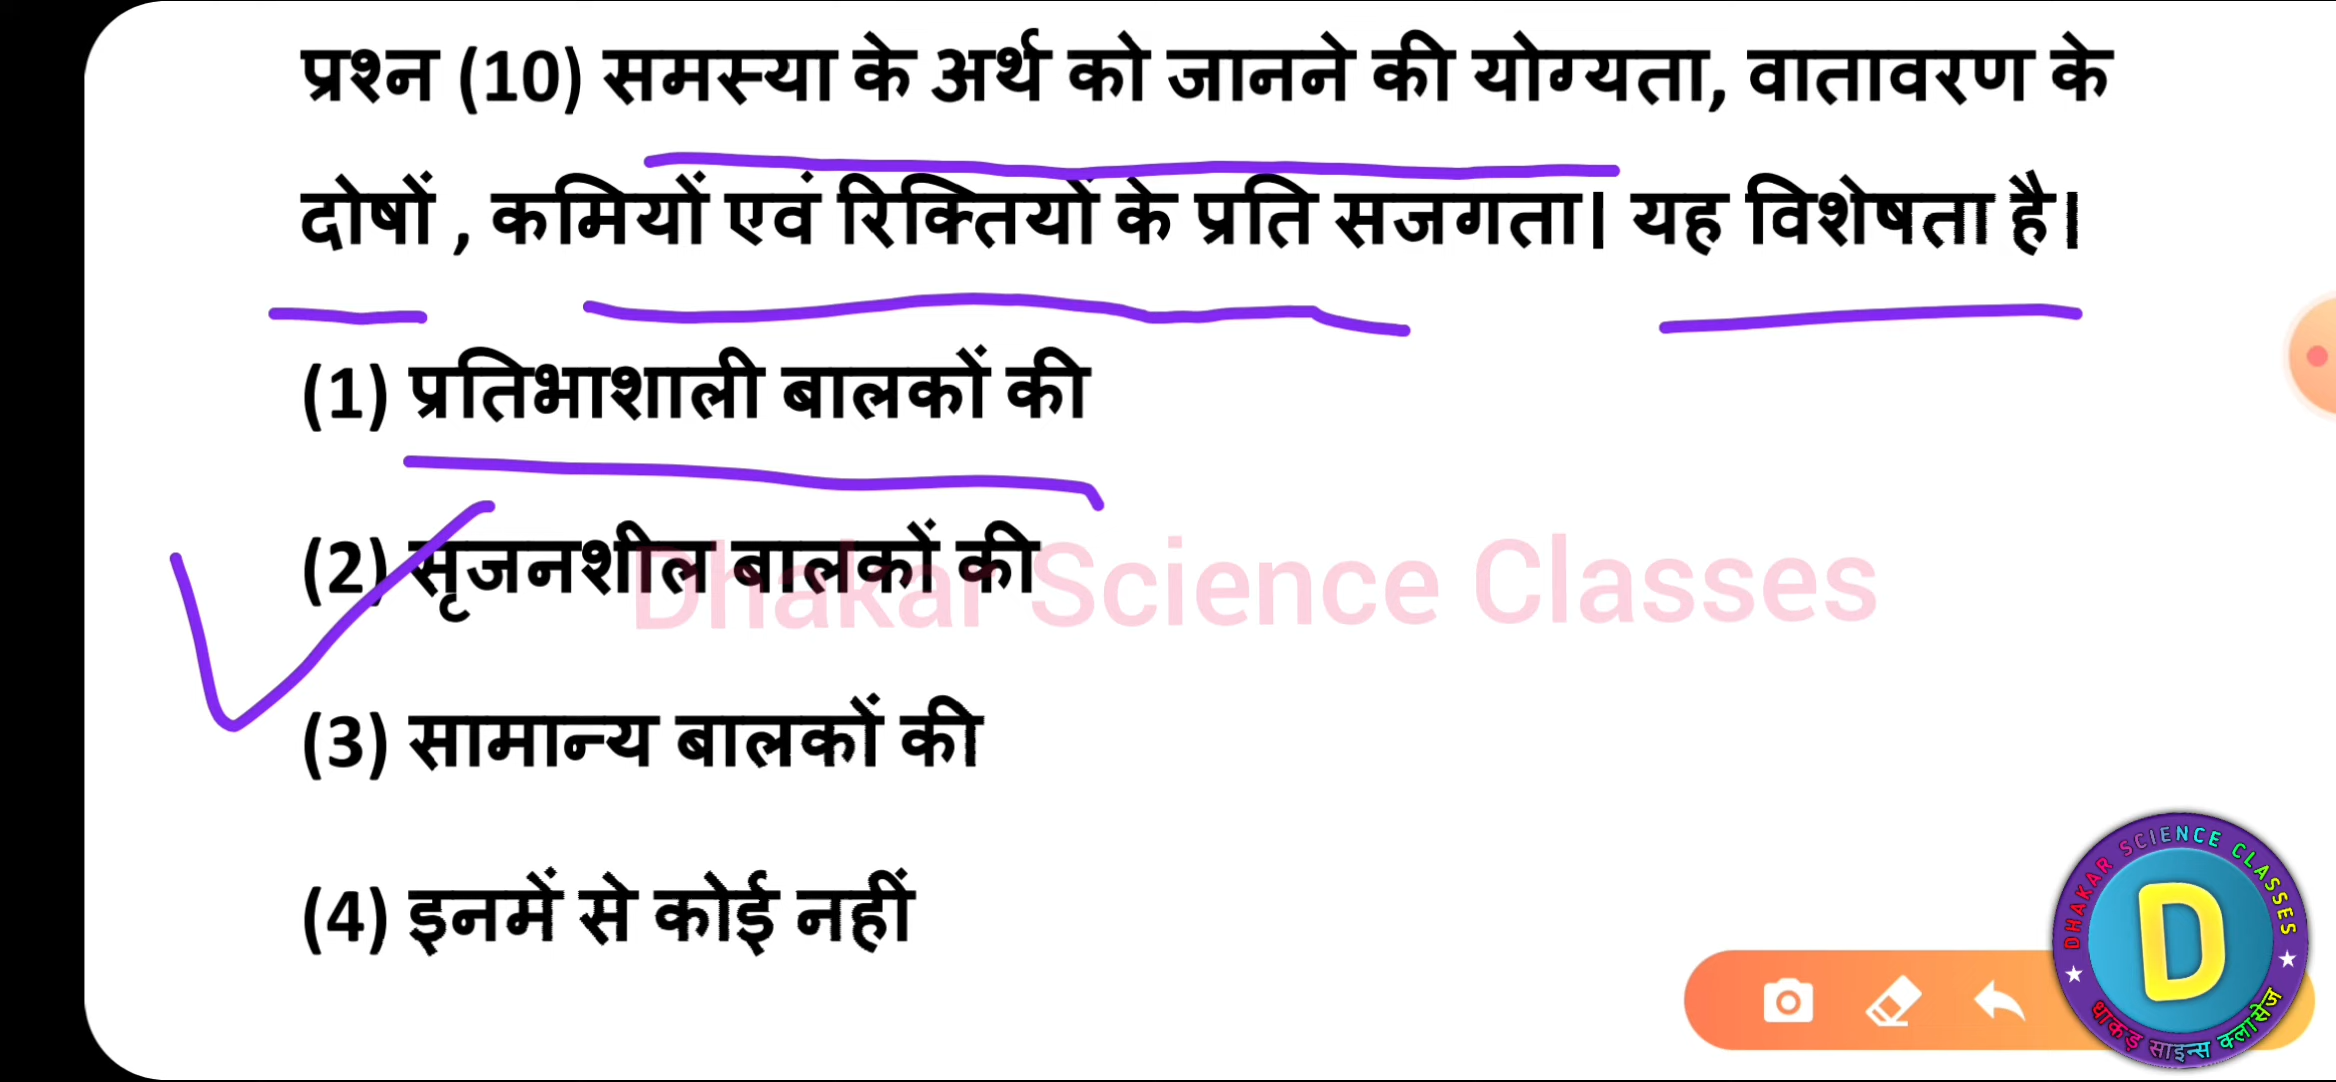 प्रश्न (10) समस्या के अर्थ को जानने की योग्यता, वातावरण के
दोषों , कमियों एवं रिक्तियों के प्रति सजगता। यह विशेषता है।
(1) प्रतिभाशाली बालकों की
(2) सृजनशील बालकों की
Dhakar Science Classes
(3) सामान्य बालकों की
(4) इनमें से कोई नहीं
DHAKAR SCIENCE CLASSES
D
धाकड़ साइन्स क्लासेज